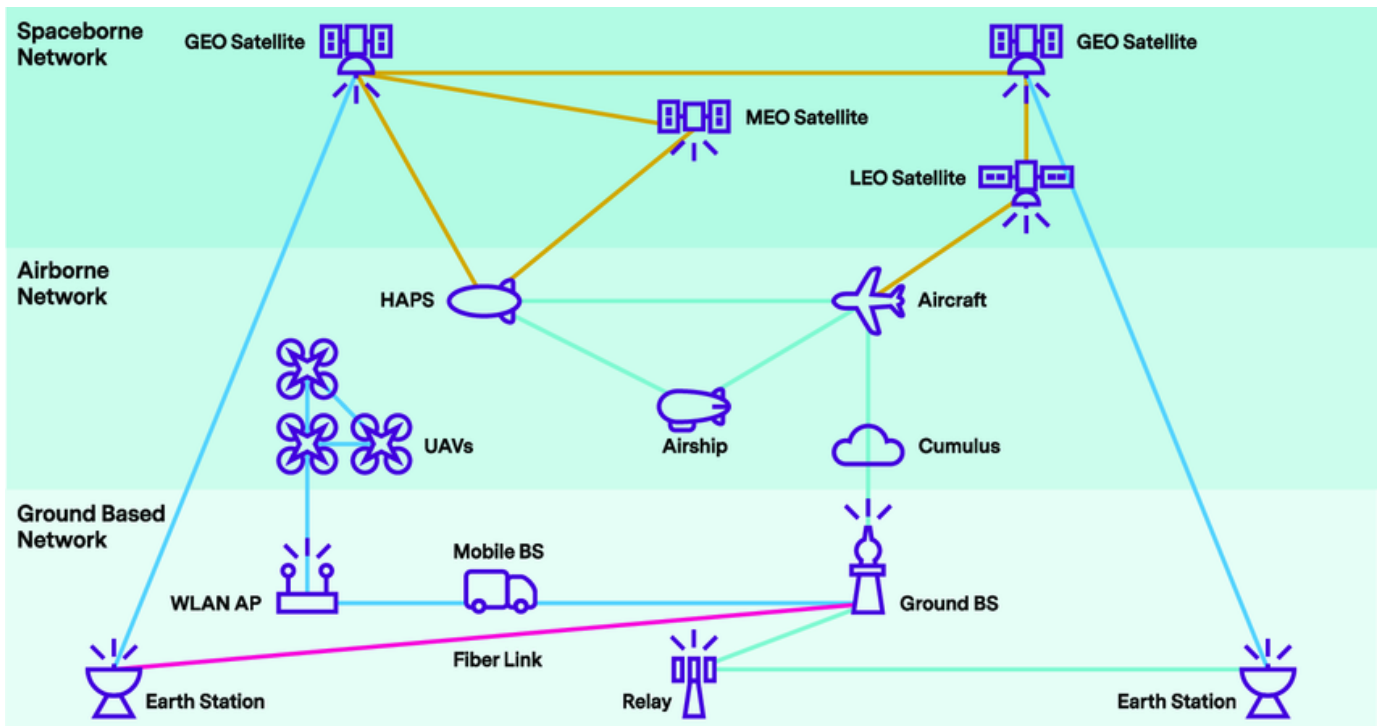 Spaceborne
Network
GEO Satellite
GEO Satellite
MEO Satellite
LEO Satellite
Airborne
Network
HAPS
Aircraft
UAVs
Airship
Cumulus
Ground Based
Network
Mobile BS
WLAN AP
Ground BS
Fiber Link
Earth Station
Relay
Earth Station